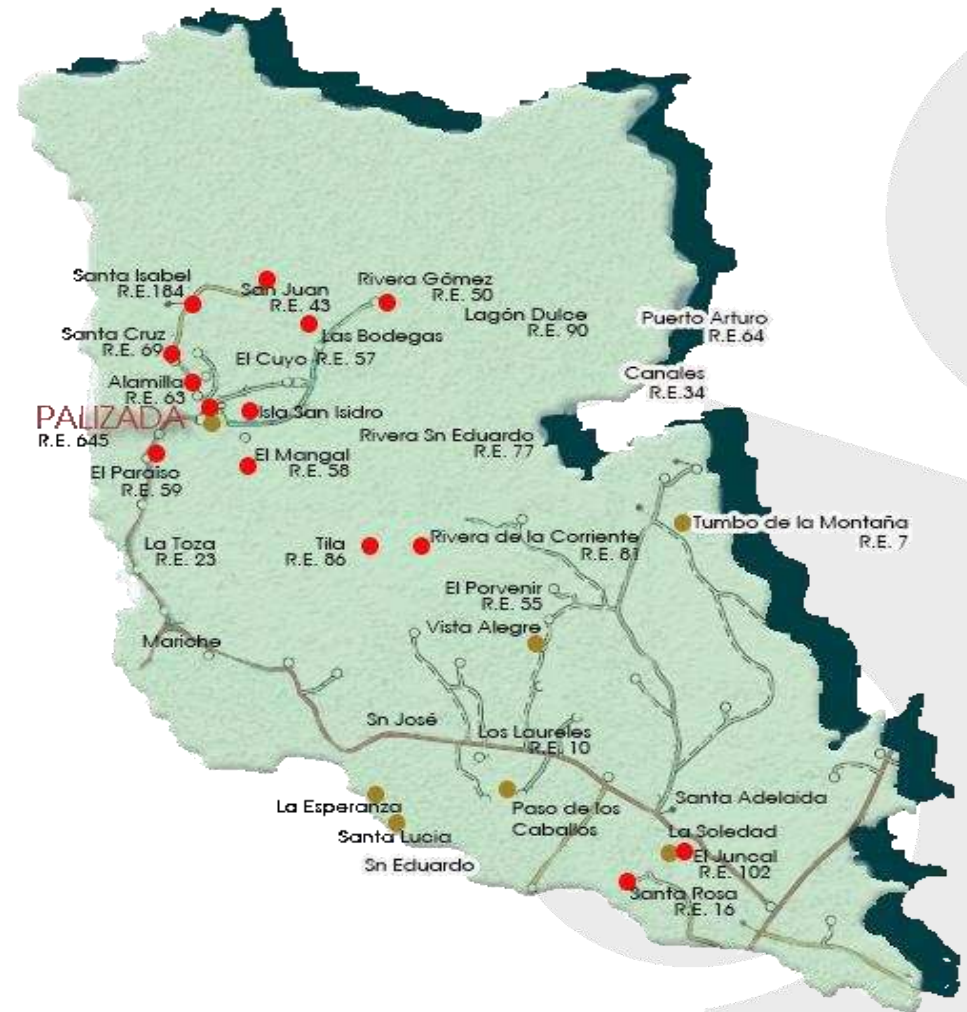 Santa Isabel
R.E.184
San Juan
R.E. 43
Rivera Gómez
R.E. 50
Lagón Dulce
R.E. 90
Puerto Arturo
R.E.64
Santa Cruz
R.E. 69
Las Bodegas
El Cuyo R.E. 57
Canales
R.E.34
Alamilla
R.E. 63
PALIZADA
R.E. 645
Isla San Isidro
Rivera Sn Eduardo
R.E. 77
El Paraiso
R.E. 59
El Mangal
R.E. 58
Tumbo de la Montaña
R.E. 7
La Toza
R.E. 23
Tila
R.E. 86
Rivera de la Corriente
R.E. 81
El Porvenir
R.E. 55
Vista Alegre
Mariche
Sn José
Los Laureles
R.E. 10
La Esperanza
Santa Lucia
Sn Eduardo
Paso de los
Caballos
Santa Adelaida
La Soledad
El Juncal
R.E. 102
Santa Rosa
R.E. 16